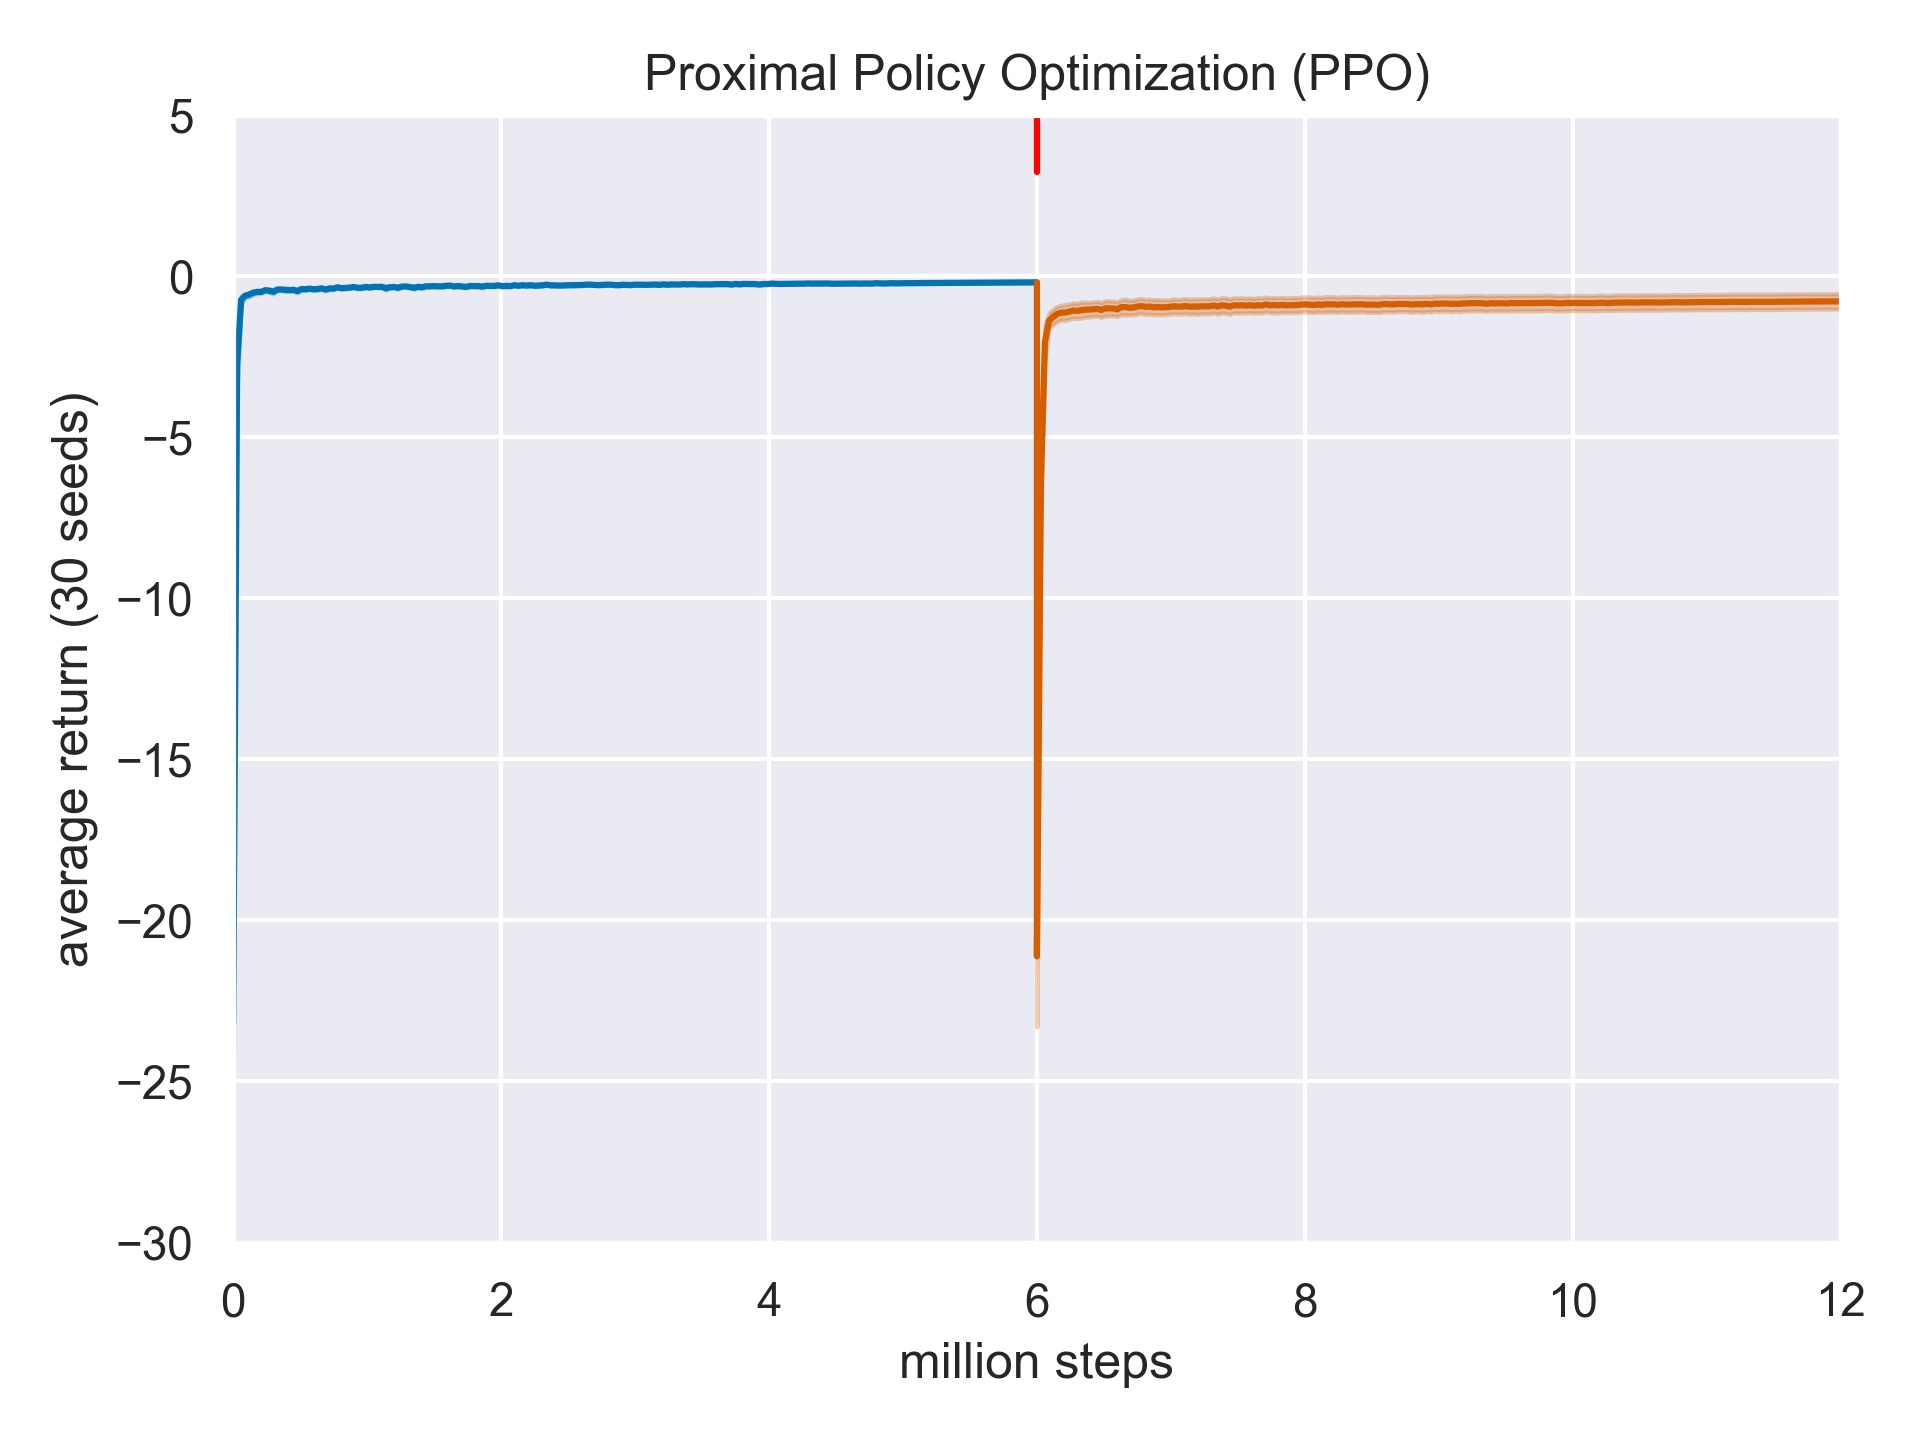 Proximal Policy Optimization (PPO)
5
0
−5
−10
−15
−20
−25
−30
average return (30 seeds)
0 2 4 6 8 10 12
million steps